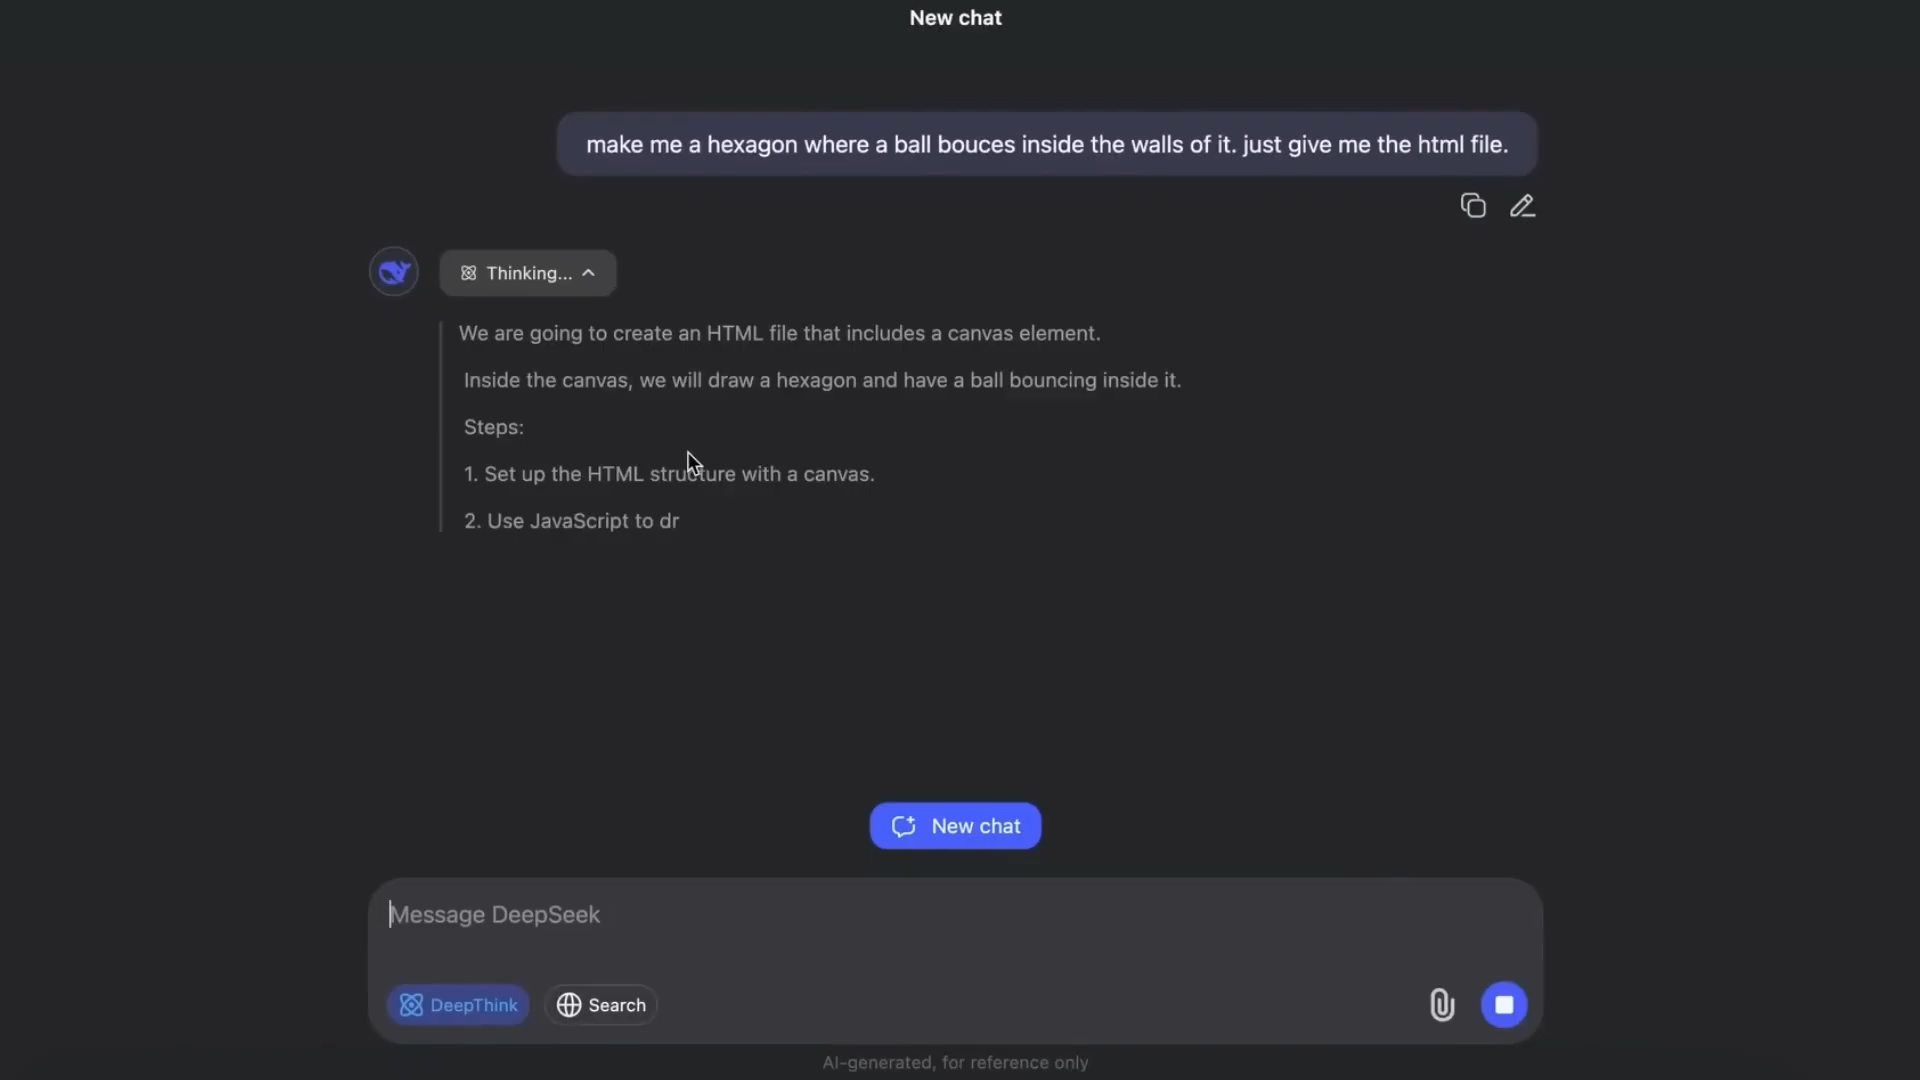 New chat
make me a hexagon where a ball bouces inside the walls of it. just give me the html file.
Thinking...
We are going to create an HTML file that includes a canvas element.
Inside the canvas, we will draw a hexagon and have a ball bouncing inside it.
Steps:
1. Set up the HTML structure with a canvas.
2. Use JavaScript to dr
New chat
Message DeepSeek
DeepThink
Search
AI-generated, for reference only